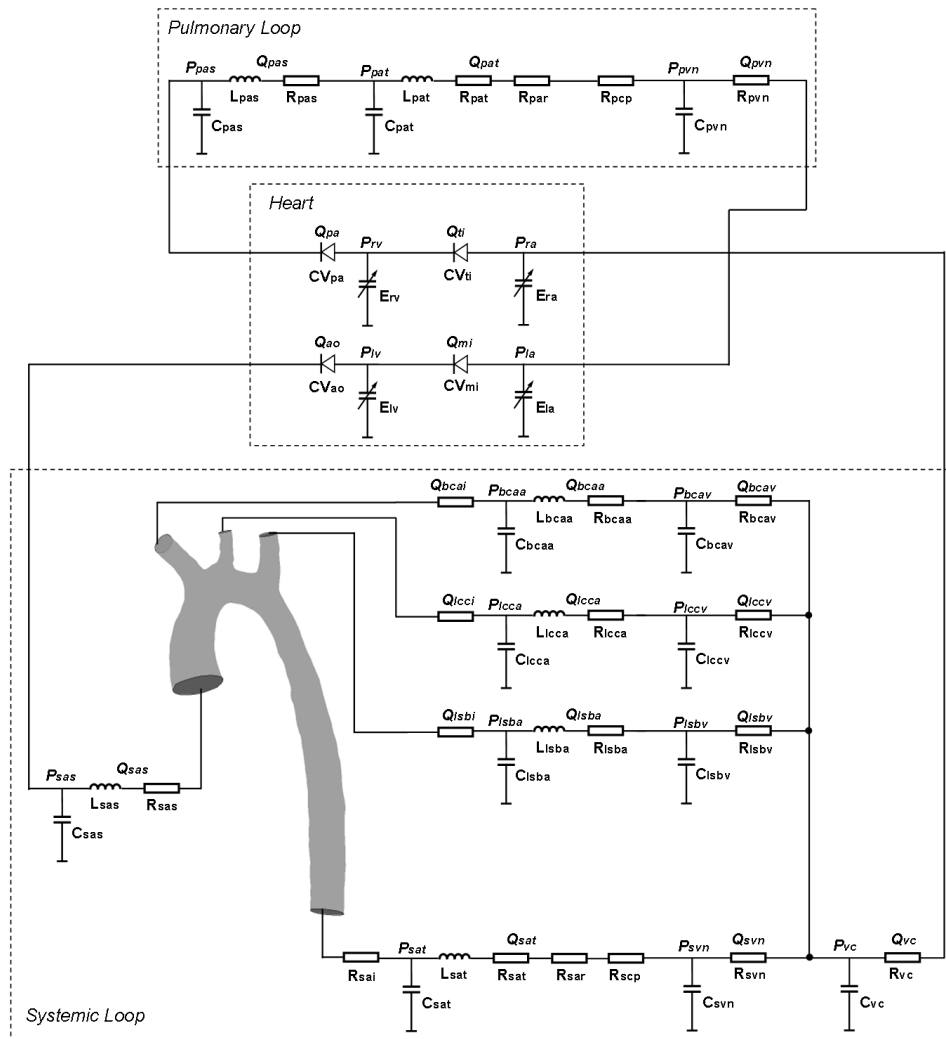 Pulmonary Loop
Ppas Qpas Ppat Qpat Ppvn Qpvn
Lpas Rpas Lpat Rpat Rpar Rpcp Rpvn
Cpas Cpat Cpvn
Heart
Qpa Prv Qti Pra
CVpa CVti
Erv Era
Qao Plv Qmi Pla
CVao CVmi
Elv Ela
Qbcai Pbcaa Qbcaa Pbcav Qbcav
Lbcaa Rbcaa Rbcav
Cbcaa Cbcav
Qlcci Plcca Qlcca Plccv Qlccv
Llcca Rlcca Rlccv
Clcca Clccv
Qlsbi Plsba Qlsba Plsbv Qlsbv
Llsba Rlsba Rlsbv
Clsba Clsbv
Psas Qsas
Lsas Rsas
Csas
Psat Qsat Psvn Qsvn Pvc Qvc
Rsai Lsat Rsat Rsar Rscp Rsvn Rvc
Csat Csvn Cvc
Systemic Loop